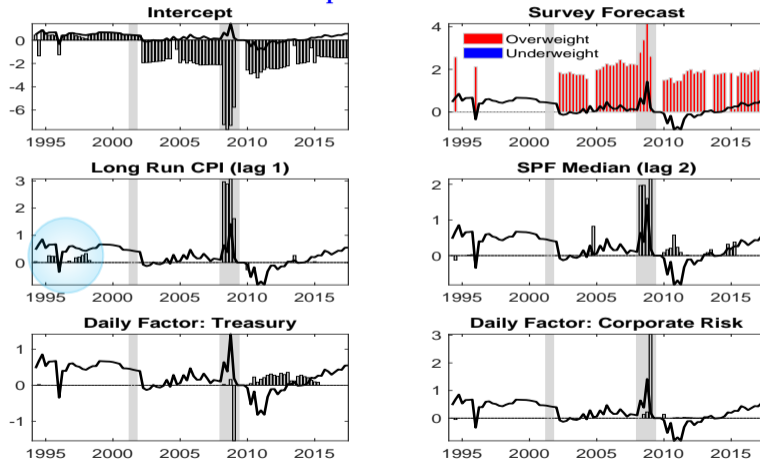 Intercept
0
-2
-4
-6
1995 2000 2005 2010 2015
Survey Forecast
Overweight
Underweight
4
2
0
1995 2000 2005 2010 2015
Long Run CPI (lag 1)
3
2
1
0
1995 2000 2005 2010 2015
SPF Median (lag 2)
2
1
0
1995 2000 2005 2010 2015
Daily Factor: Treasury
1
0
-1
1995 2000 2005 2010 2015
Daily Factor: Corporate Risk
3
2
1
0
1995 2000 2005 2010 2015